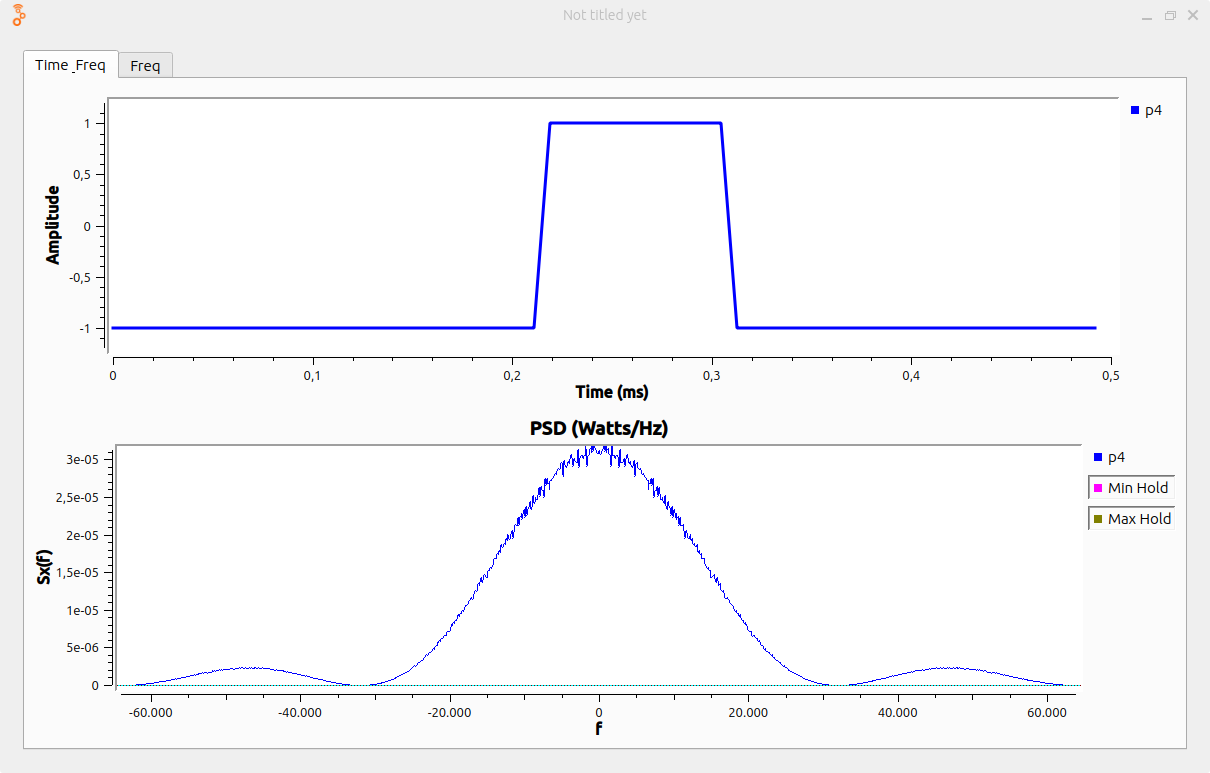 Not titled yet
Time_Freq
Freq
p4
1
0,5
0
-0,5
-1
Amplitude
0
0,1
0,2
0,3
0,4
0,5
Time (ms)
PSD (Watts/Hz)
p4
Min Hold
Max Hold
3e-05
2,5e-05
2e-05
1,5e-05
1e-05
5e-06
0
Sx(f)
-60.000
-40.000
-20.000
0
20.000
40.000
60.000
f